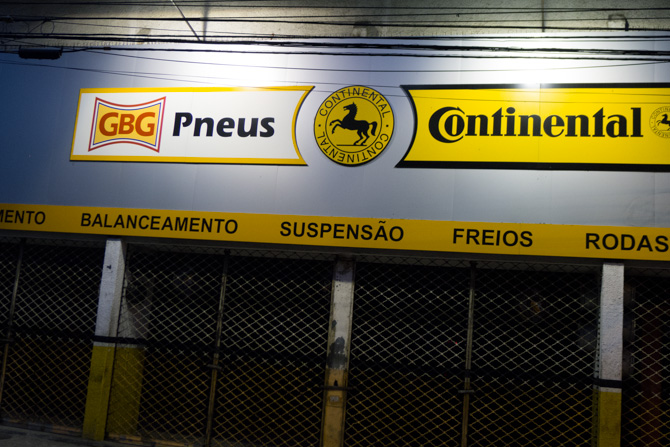 GBG Pneus
CONTINENTAL
CONTINENTAL
Continental
MENTO BALANCEAMENTO SUSPENSÃO FREIOS RODAS